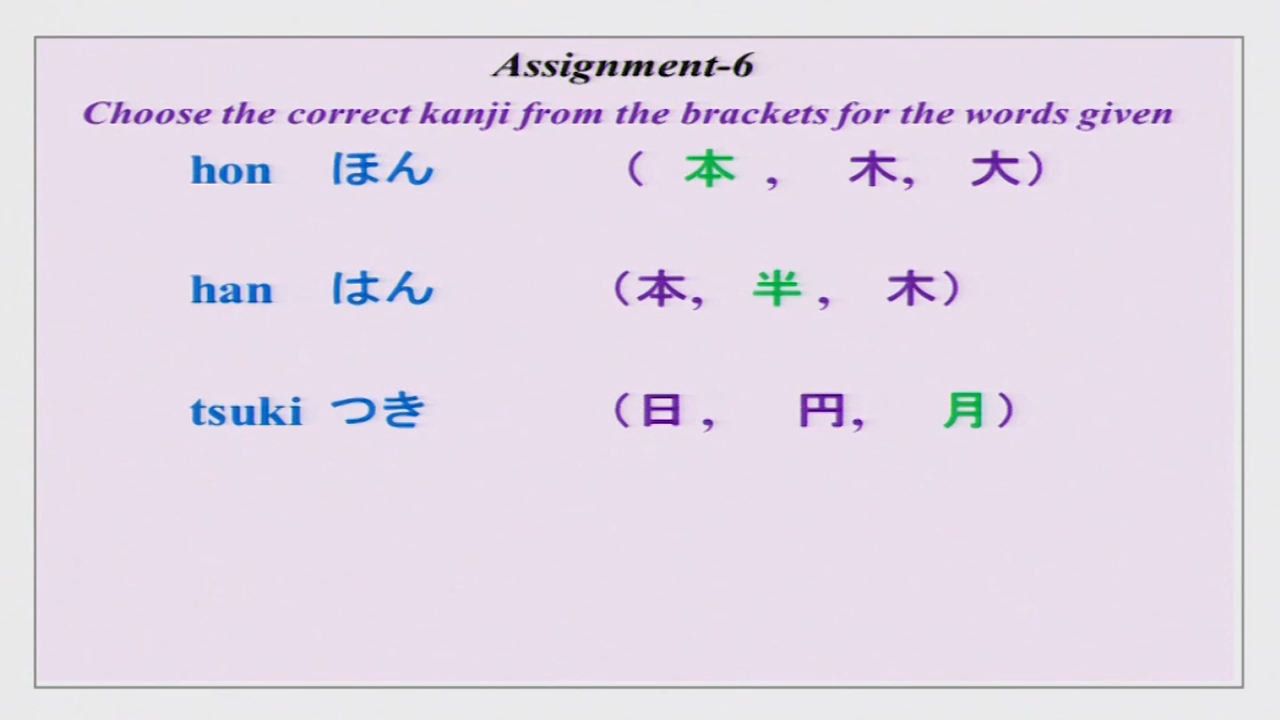 Assignment-6
Choose the correct kanji from the brackets for the words given
hon ほん ( 本 , 木, 大)
han はん (本, 半 , 木)
tsuki つき (日 , 円, 月)